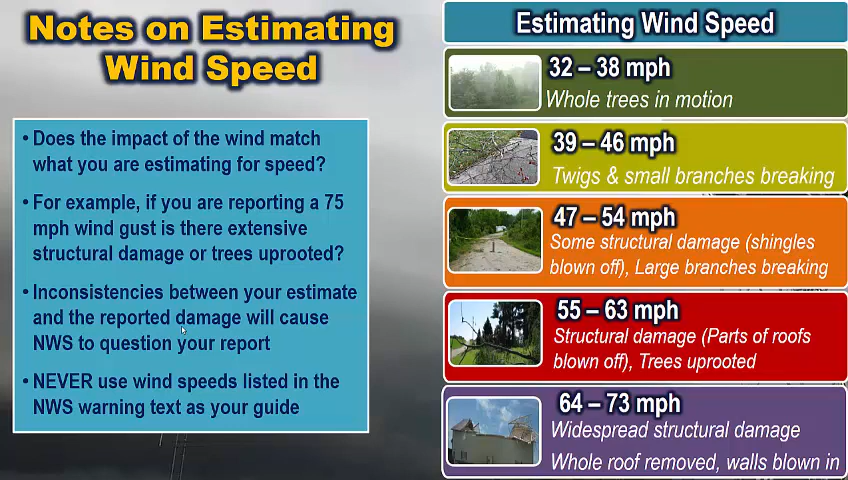 Notes on Estimating
Wind Speed
• Does the impact of the wind match
what you are estimating for speed?
• For example, if you are reporting a 75
mph wind gust is there extensive
structural damage or trees uprooted?
• Inconsistencies between your estimate
and the reported damage will cause
NWS to question your report
• NEVER use wind speeds listed in the
NWS warning text as your guide
Estimating Wind Speed
32 – 38 mph
Whole trees in motion
39 – 46 mph
Twigs & small branches breaking
47 – 54 mph
Some structural damage (shingles
blown off), Large branches breaking
55 – 63 mph
Structural damage (Parts of roofs
blown off), Trees uprooted
64 – 73 mph
Widespread structural damage
Whole roof removed, walls blown in